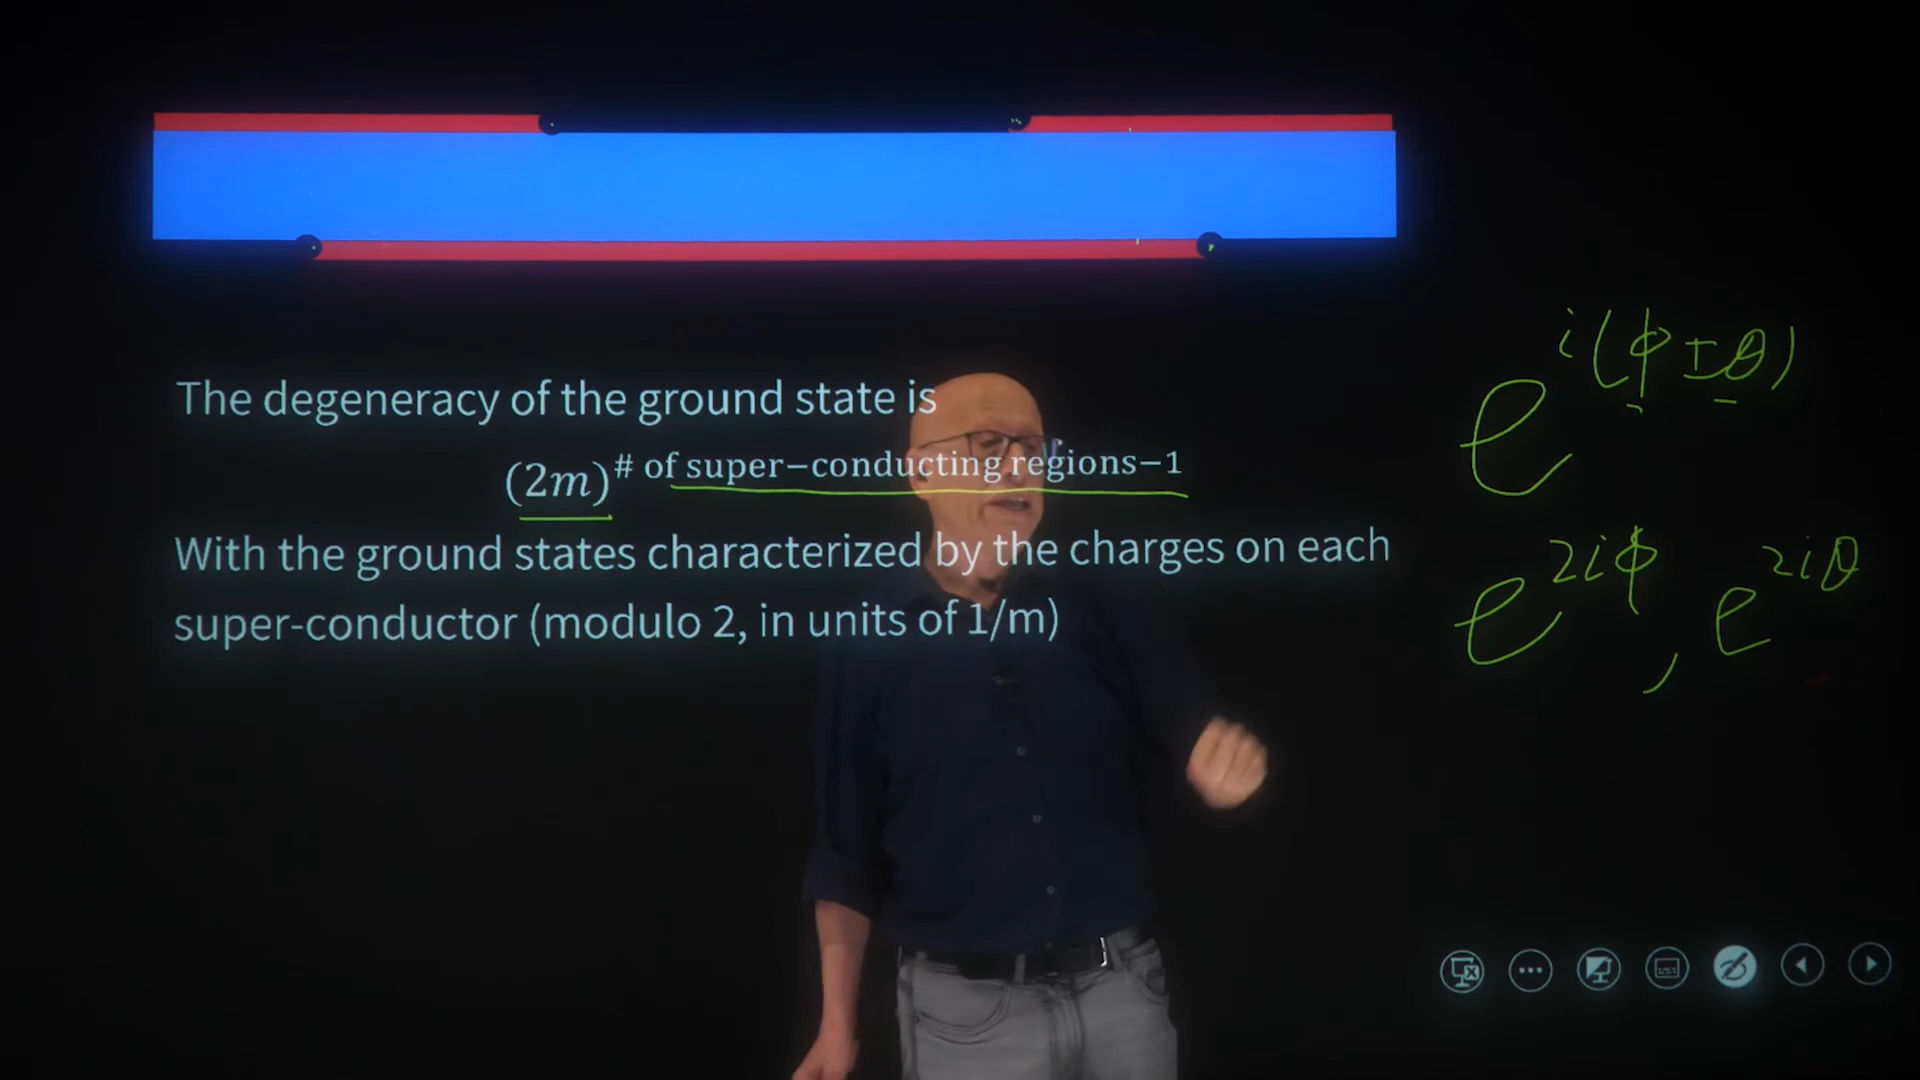 The degeneracy of the ground state is
(2m)^# of super−conducting regions−1
With the ground states characterized by the charges on each
super-conductor (modulo 2, in units of 1/m)
e^i(ϕ±θ)
e^2iϕ, e^2iθ